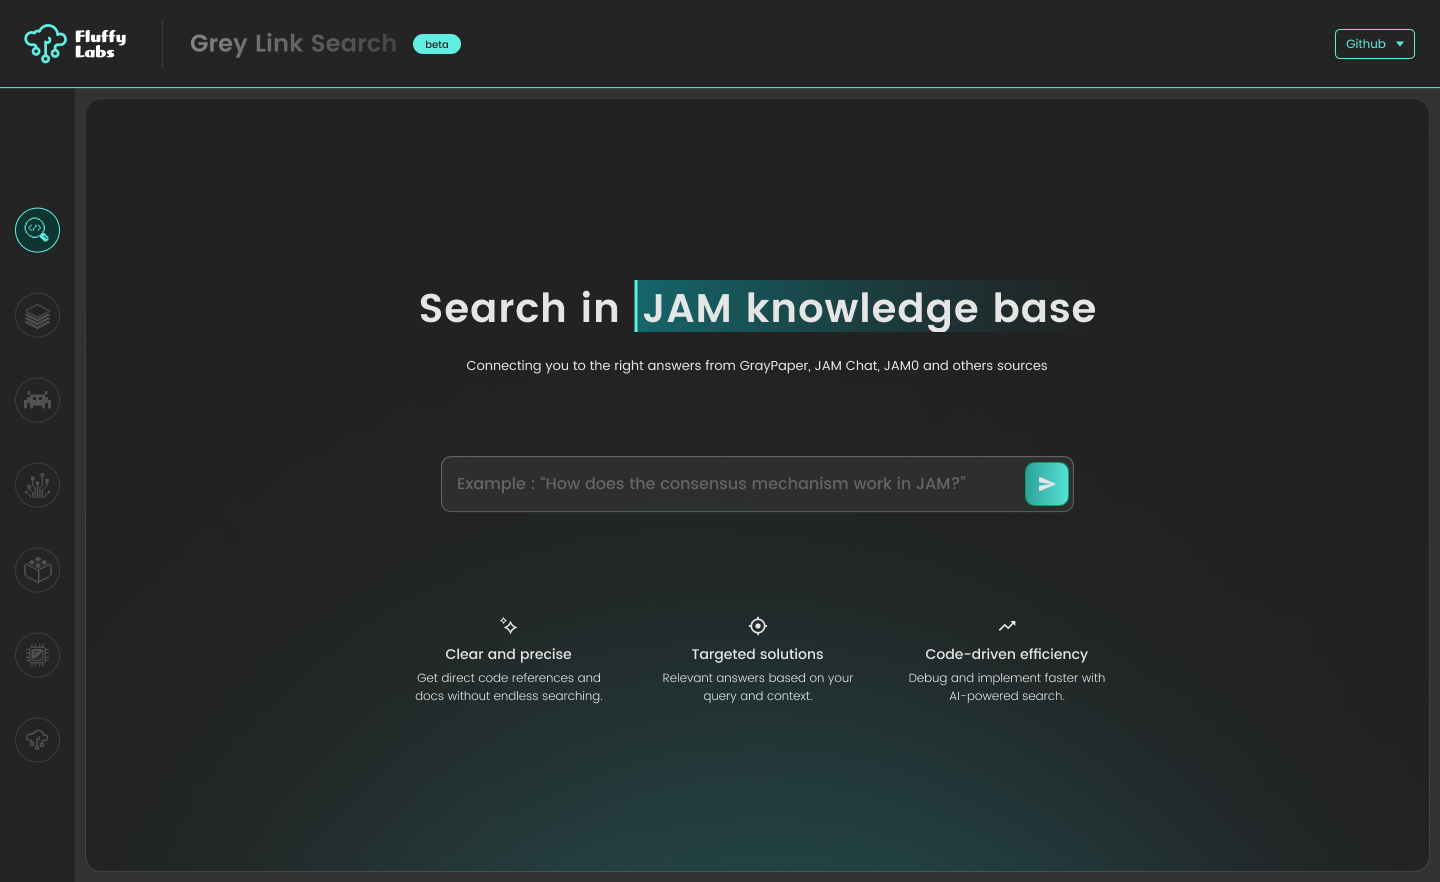 Fluffy
Labs
Grey Link Search
beta
Github
Search in JAM knowledge base
Connecting you to the right answers from GrayPaper, JAM Chat, JAM0 and others sources
Example : “How does the consensus mechanism work in JAM?”
Clear and precise
Get direct code references and
docs without endless searching.
Targeted solutions
Relevant answers based on your
query and context.
Code-driven efficiency
Debug and implement faster with
AI-powered search.